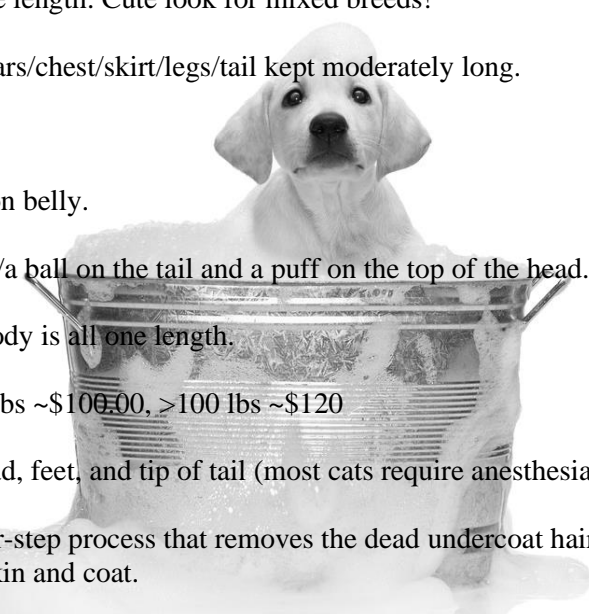 length. Cute look for mixed breeds!
ars/chest/skirt/legs/tail kept moderately long.
on belly.
/a ball on the tail and a puff on the top of the head.
ody is all one length.
lbs ~$100.00, >100 lbs ~$120
d, feet, and tip of tail (most cats require anesthesia
r-step process that removes the dead undercoat hair
kin and coat.